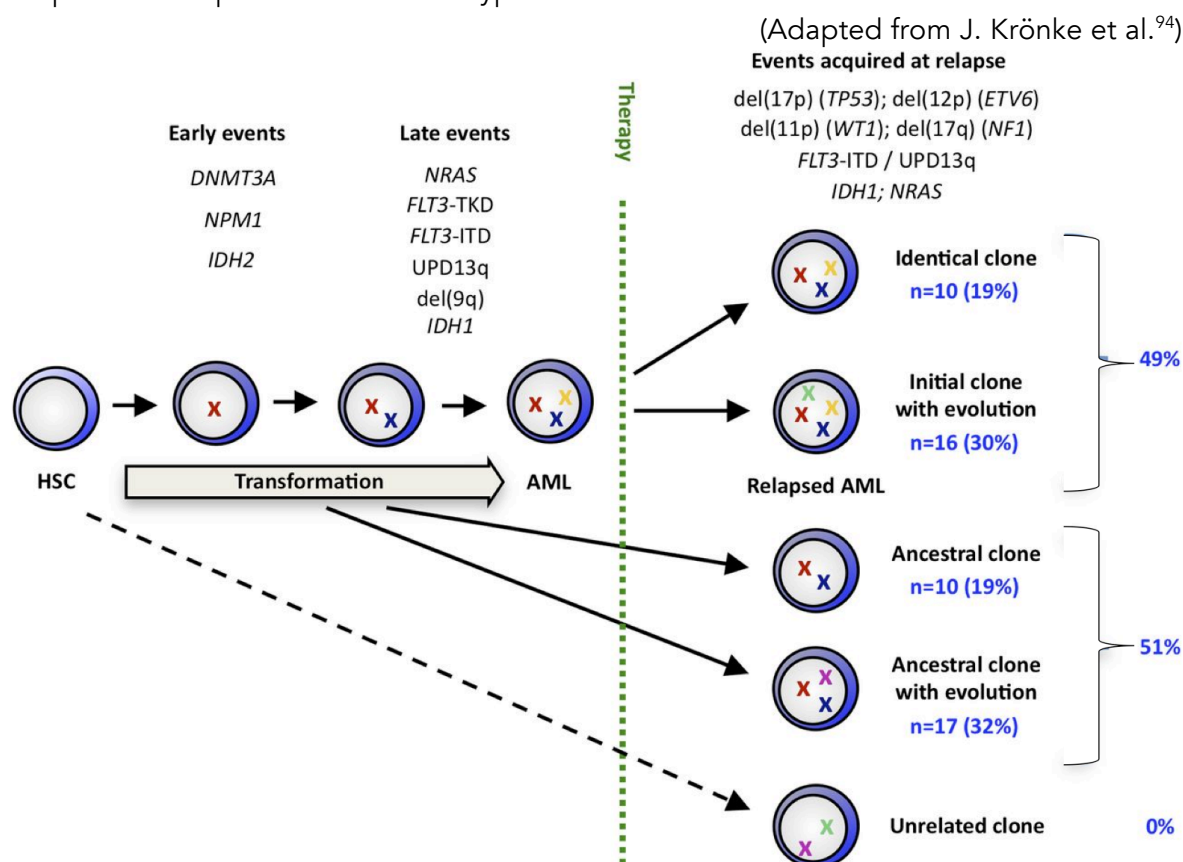 (Adapted from J. Krönke et al.94)
Events acquired at relapse
del(17p) (TP53); del(12p) (ETV6)
del(11p) (WT1); del(17q) (NF1)
FLT3-ITD / UPD13q
IDH1; NRAS
Therapy
Early events
DNMT3A
NPM1
IDH2
Late events
NRAS
FLT3-TKD
FLT3-ITD
UPD13q
del(9q)
IDH1
HSC
Transformation
AML
X
X
X
X
X
X
X
X
X
X
Identical clone
n=10 (19%)
X
X
X
X
Initial clone
with evolution
n=16 (30%)
49%
Relapsed AML
X
X
Ancestral clone
n=10 (19%)
X
X
X
Ancestral clone
with evolution
n=17 (32%)
51%
X
X
Unrelated clone
0%